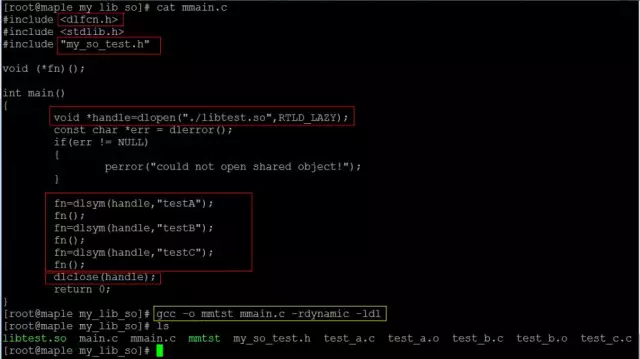 [root@maple my_lib_so]# cat mmain.c
#include <dlfcn.h>
#include <stdlib.h>
#include "my_so_test.h"
void (*fn)();
int main()
{
void *handle=dlopen("./libtest.so",RTLD_LAZY);
const char *err = dlerror();
if(err != NULL)
{
perror("could not open shared object!");
}
fn=dlsym(handle,"testA");
fn();
fn=dlsym(handle,"testB");
fn();
fn=dlsym(handle,"testC");
fn();
dlclose(handle);
return 0;
}
[root@maple my_lib_so]# gcc -o mmtst mmain.c -rdynamic -ldl
[root@maple my_lib_so]# ls
libtest.so main.c mmain.c mmtst my_so_test.h test_a.c test_a.o test_b.c test_b.o test_c.c
[root@maple my_lib_so]#